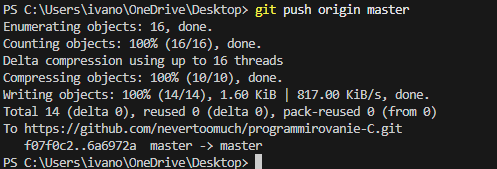 PS C:\Users\ivano\OneDrive\Desktop> git push origin master
Enumerating objects: 16, done.
Counting objects: 100% (16/16), done.
Delta compression using up to 16 threads
Compressing objects: 100% (10/10), done.
Writing objects: 100% (14/14), 1.60 KiB | 817.00 KiB/s, done.
Total 14 (delta 0), reused 0 (delta 0), pack-reused 0 (from 0)
To https://github.com/nevertoomuch/programmirovanie-C.git
   f07f0c2..6a6972a  master -> master
PS C:\Users\ivano\OneDrive\Desktop>